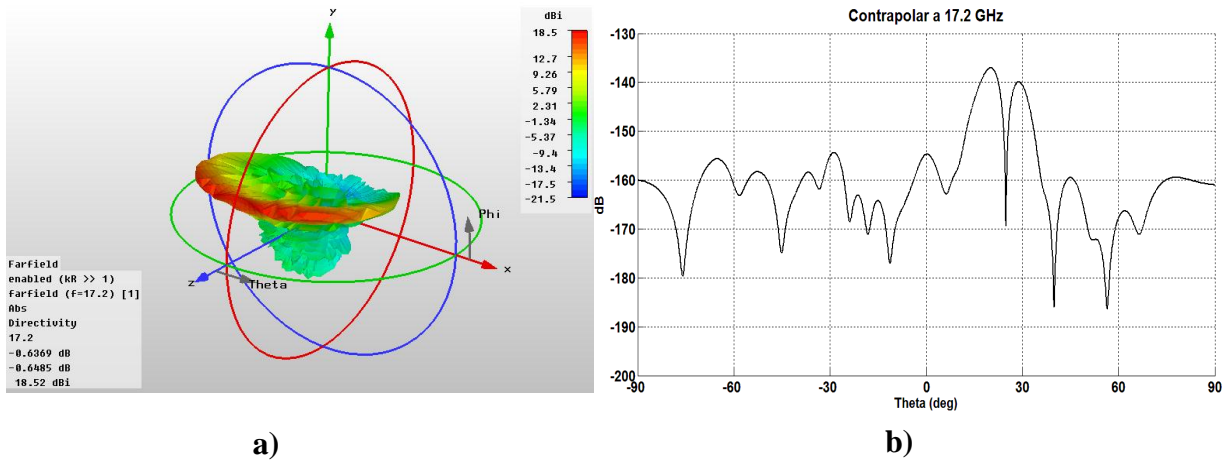 y
dBi
18.5
12.7
9.26
5.79
2.31
-1.34
-5.37
-9.4
-13.4
-17.5
-21.5
Phi
x
z
Theta
Farfield
enabled (kR >> 1)
farfield (f=17.2) [1]
Abs
Directivity
17.2
-0.6369 dB
-0.6485 dB
18.52 dBi
a)
Contrapolar a 17.2 GHz
-130
-140
-150
-160
-170
-180
-190
-200
dB
-90
-60
-30
0
30
60
90
Theta (deg)
b)